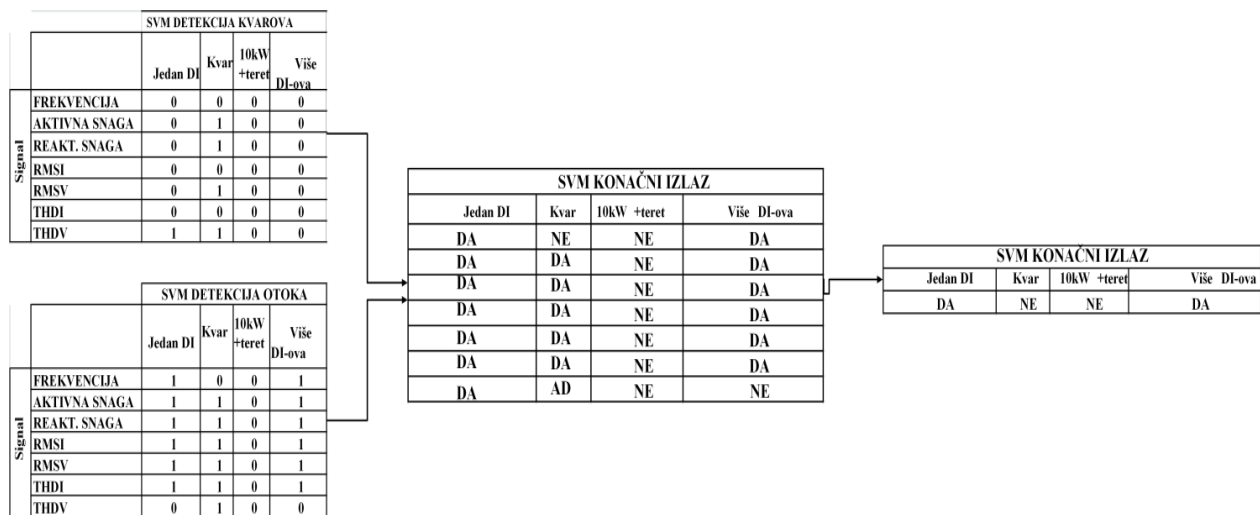 SVM DETEKCIJA KVAROVA
Jedan DI Kvar 10kW +teret Više DI-ova
Signal
FREKVENCIJA 0 0 0 0
AKTIVNA SNAGA 0 1 0 0
REAKT. SNAGA 0 1 0 0
RMSI 0 0 0 0
RMSV 0 1 0 0
THDI 0 0 0 0
THDV 1 1 0 0
SVM DETEKCIJA OTOKA
Jedan DI Kvar 10kW +teret Više DI-ova
Signal
FREKVENCIJA 1 0 0 1
AKTIVNA SNAGA 1 1 0 1
REAKT. SNAGA 1 1 0 1
RMSI 1 1 0 1
RMSV 1 1 0 1
THDI 1 1 0 1
THDV 0 1 0 0
SVM KONAČNI IZLAZ
Jedan DI Kvar 10kW +teret Više DI-ova
DA NE NE DA
DA DA NE DA
DA DA NE DA
DA DA NE DA
DA DA NE DA
DA DA NE DA
DA AD NE NE
SVM KONAČNI IZLAZ
Jedan DI Kvar 10kW +teret Više DI-ova
DA NE NE DA